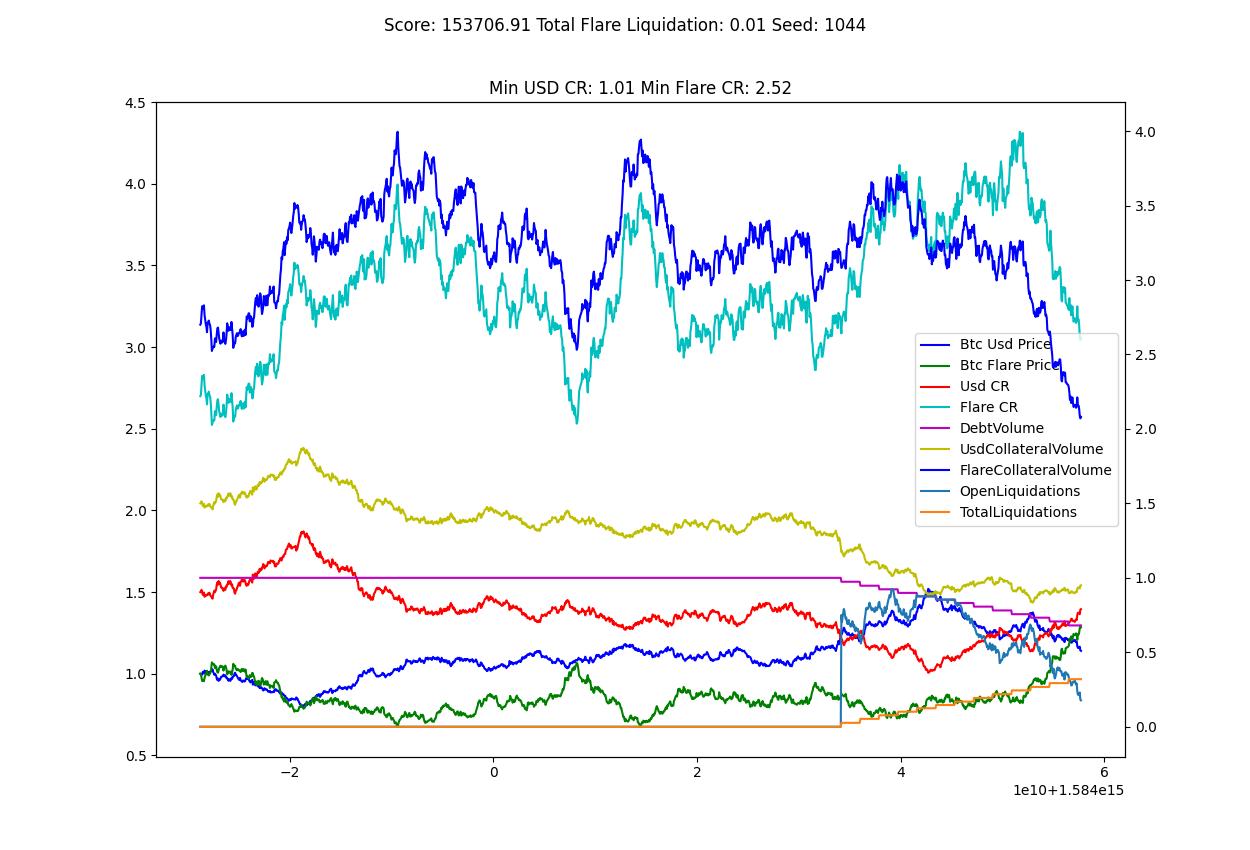 Score: 153706.91 Total Flare Liquidation: 0.01 Seed: 1044
Min USD CR: 1.01 Min Flare CR: 2.52
4.5
4.0
3.5
3.0
2.5
2.0
1.5
1.0
0.5
4.0
3.5
3.0
2.5
2.0
1.5
1.0
0.5
0.0
Btc Usd Price
Btc Flare Price
Usd CR
Flare CR
DebtVolume
UsdCollateralVolume
FlareCollateralVolume
OpenLiquidations
TotalLiquidations
−2 0 2 4 6
1e10+1.584e15